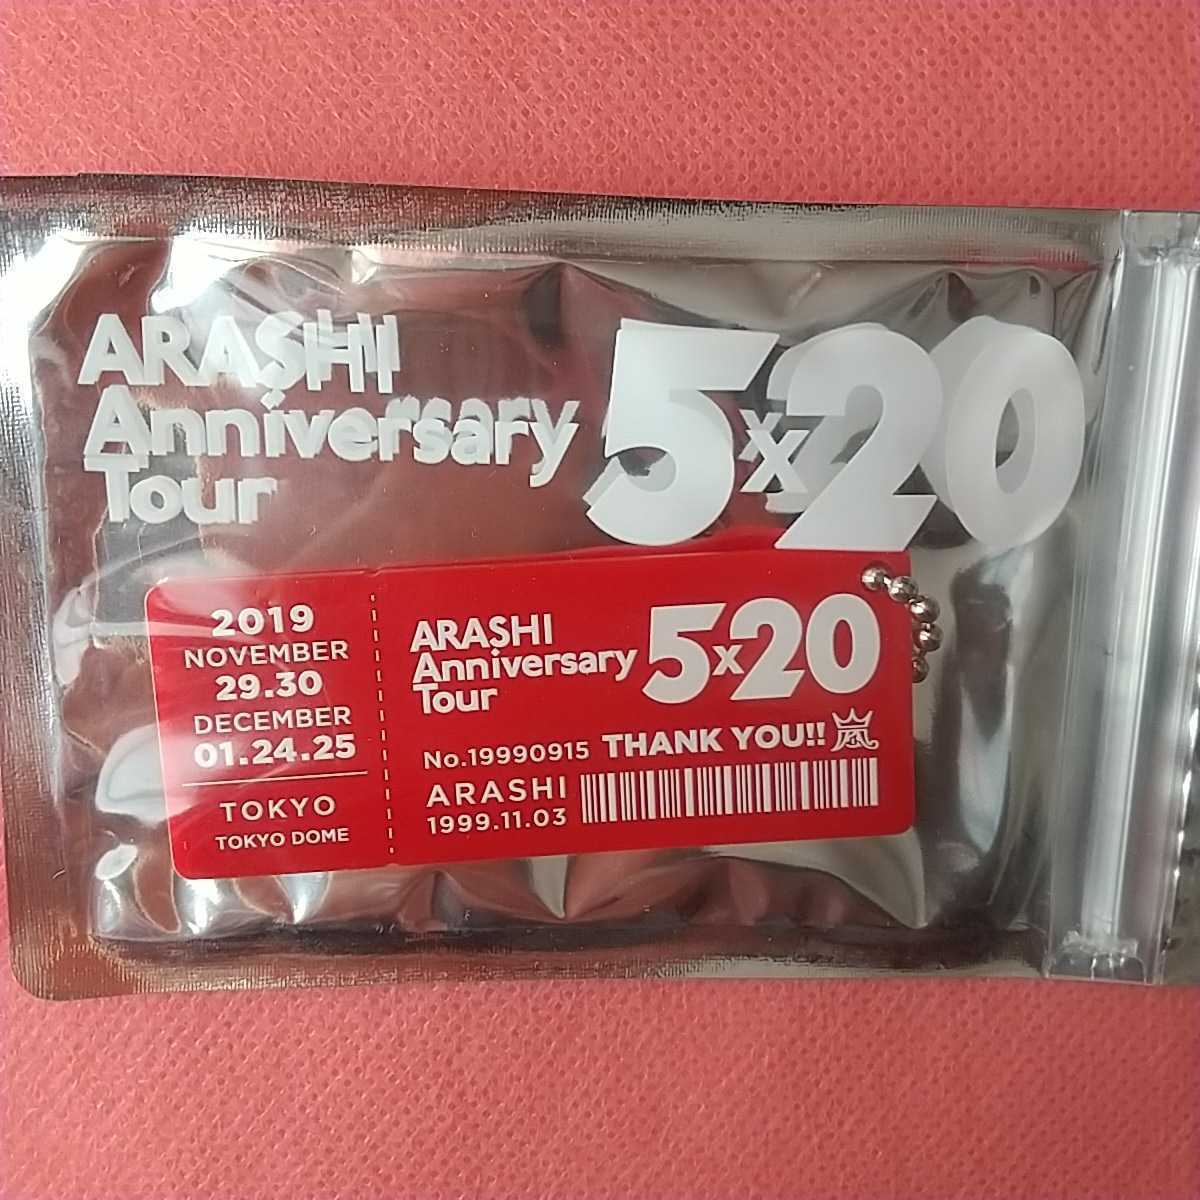 ARASHI
Anniversary
Tour
5x20
2019
NOVEMBER
29.30
DECEMBER
01.24.25
TOKYO
TOKYO DOME
ARASHI
Anniversary
Tour
5x20
No.19990915 THANK YOU!! 嵐
ARASHI
1999.11.03